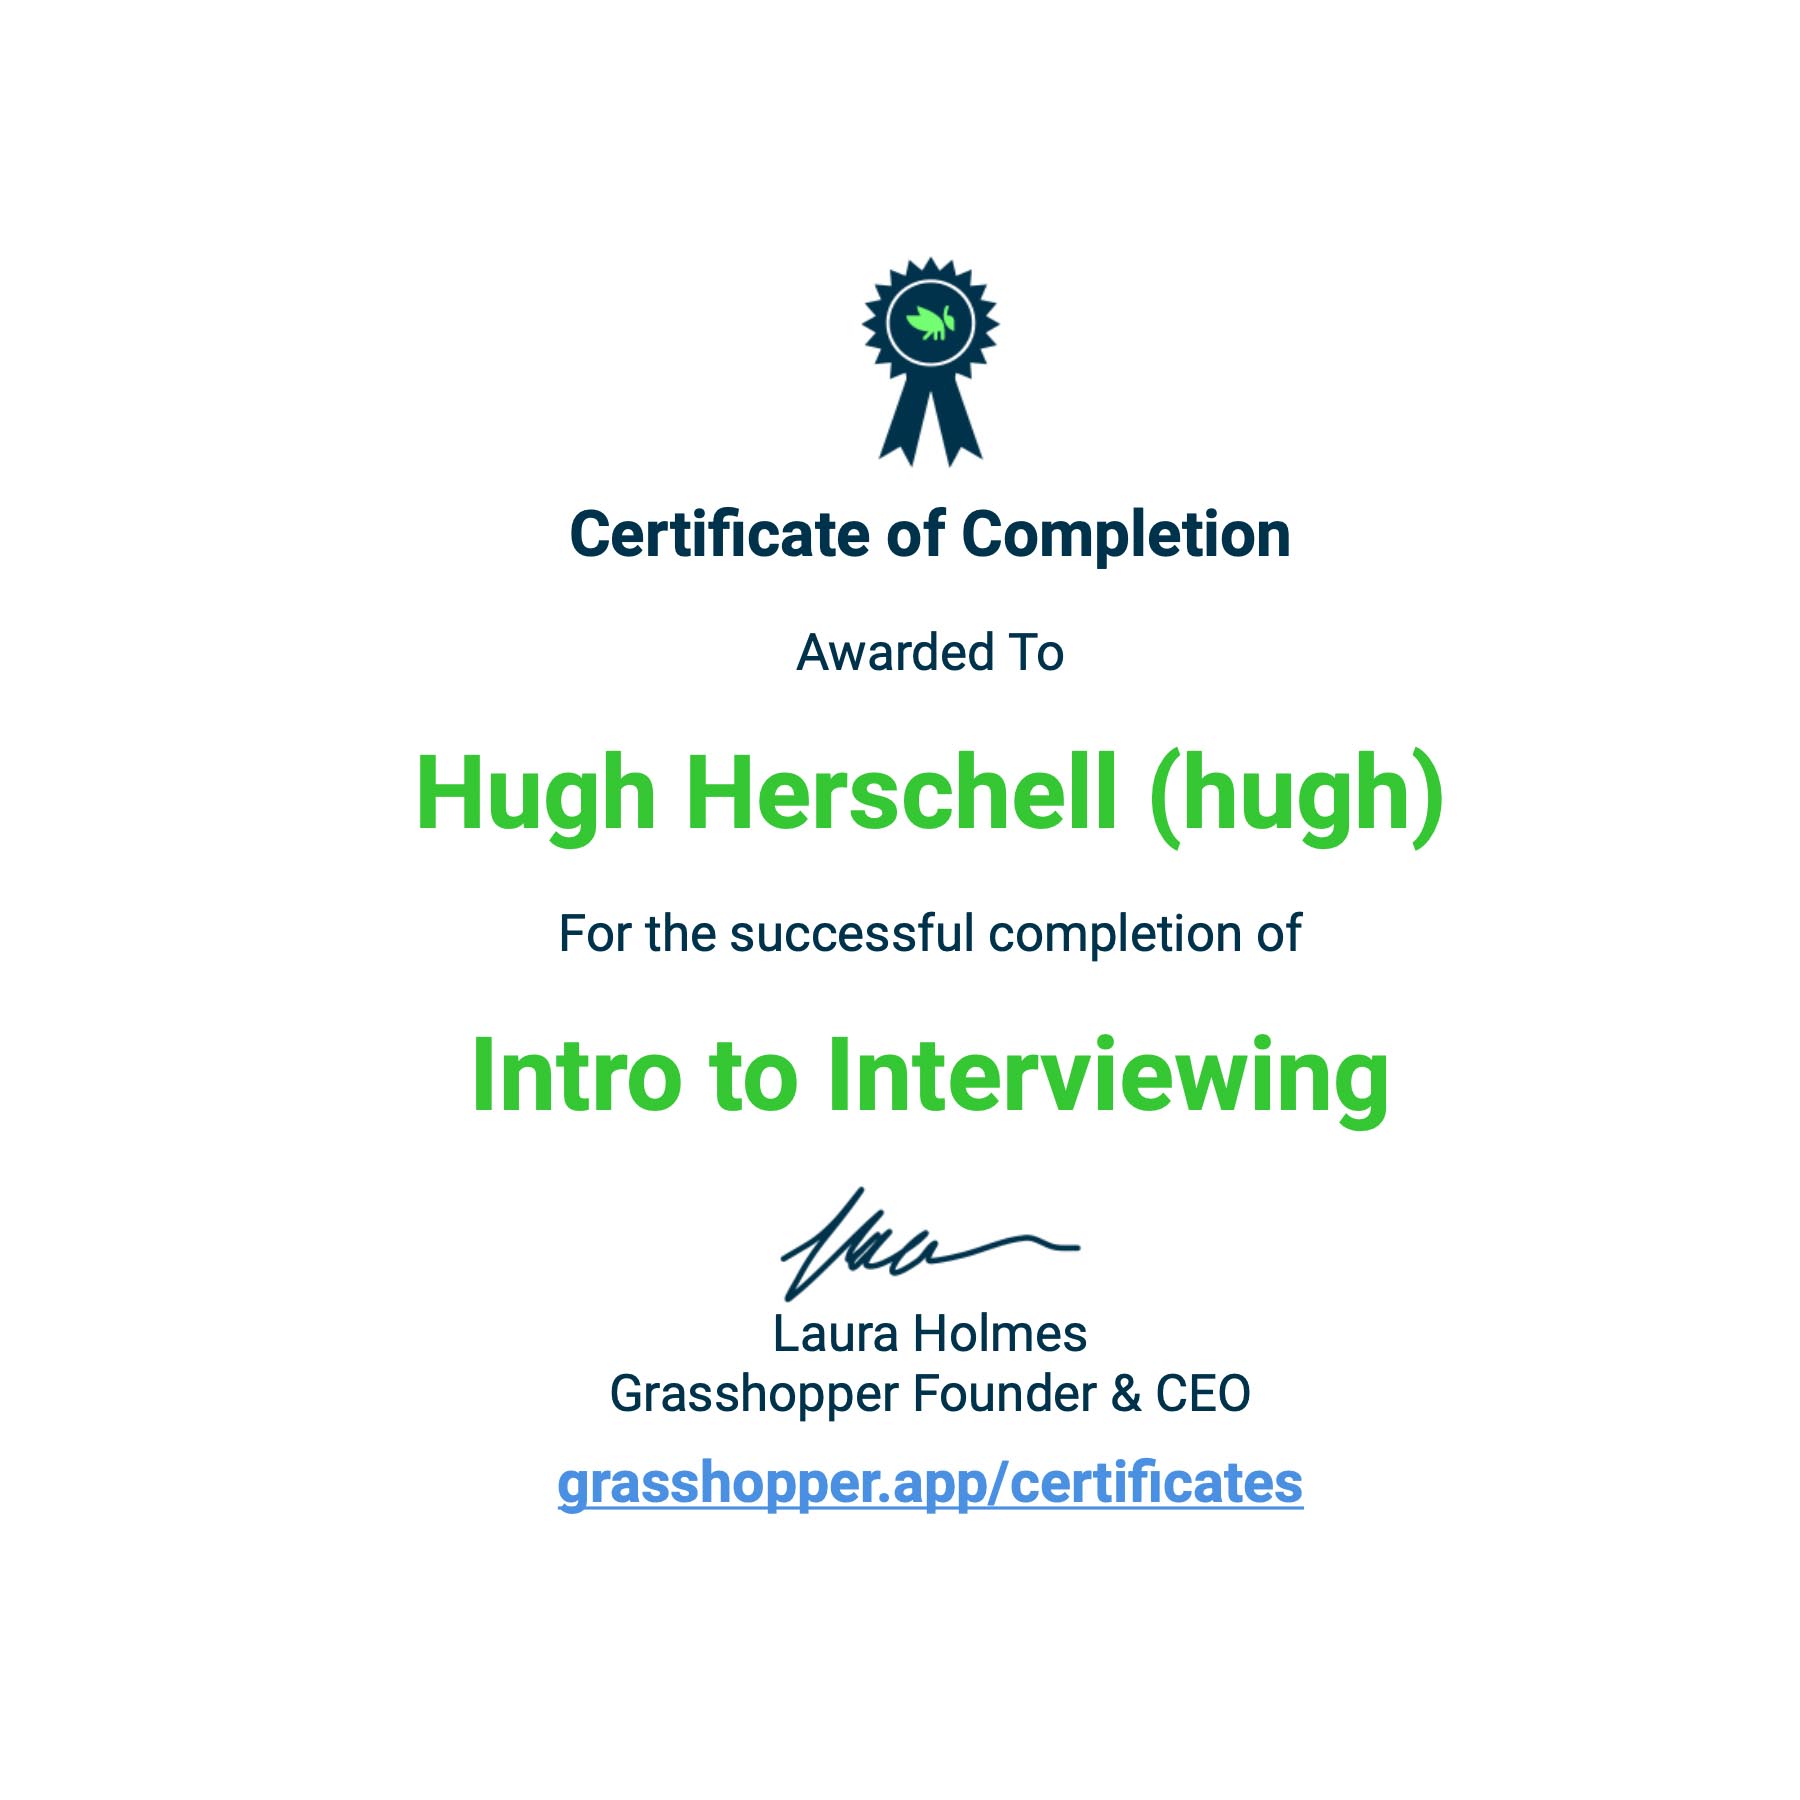 Certificate of Completion
Awarded To
Hugh Herschell (hugh)
For the successful completion of
Intro to Interviewing
Laura Holmes
Grasshopper Founder & CEO
grasshopper.app/certificates